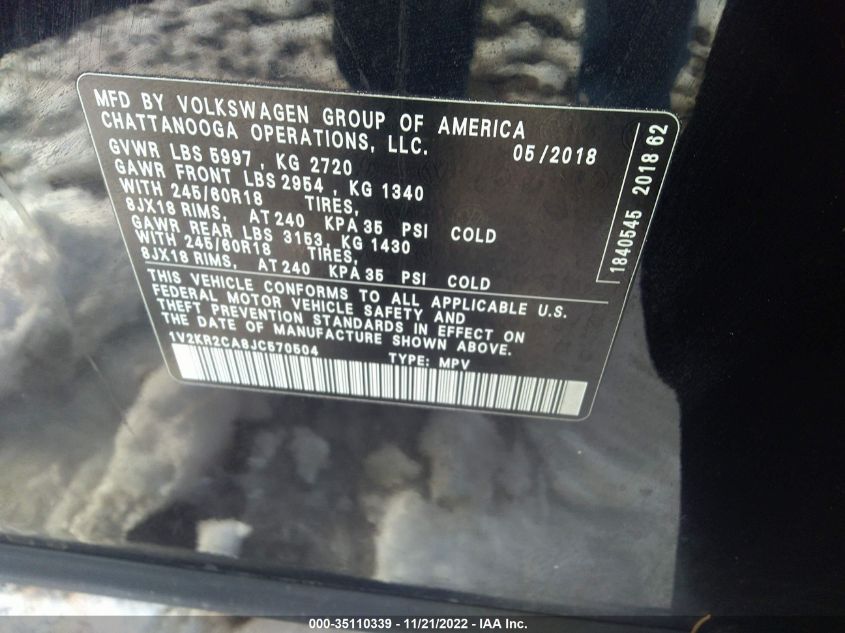 MFD BY VOLKSWAGEN GROUP OF AMERICA
CHATTANOOGA OPERATIONS, LLC.
05/2018
GVWR LBS 5997, KG 2720
GAWR FRONT LBS 2954, KG 1340
WITH 245/60R18 TIRES,
8JX18 RIMS, AT 240 KPA 35 PSI COLD
GAWR REAR LBS 3153, KG 1430
WITH 245/60R18 TIRES,
8JX18 RIMS, AT 240 KPA 35 PSI COLD
THIS VEHICLE CONFORMS TO ALL APPLICABLE U.S.
FEDERAL MOTOR VEHICLE SAFETY AND
THEFT PREVENTION STANDARDS IN EFFECT ON
THE DATE OF MANUFACTURE SHOWN ABOVE.
1V2KR2CA8JC570504 TYPE: MPV
1840545 2018 62
000-35110339 - 11/21/2022 - IAA Inc.